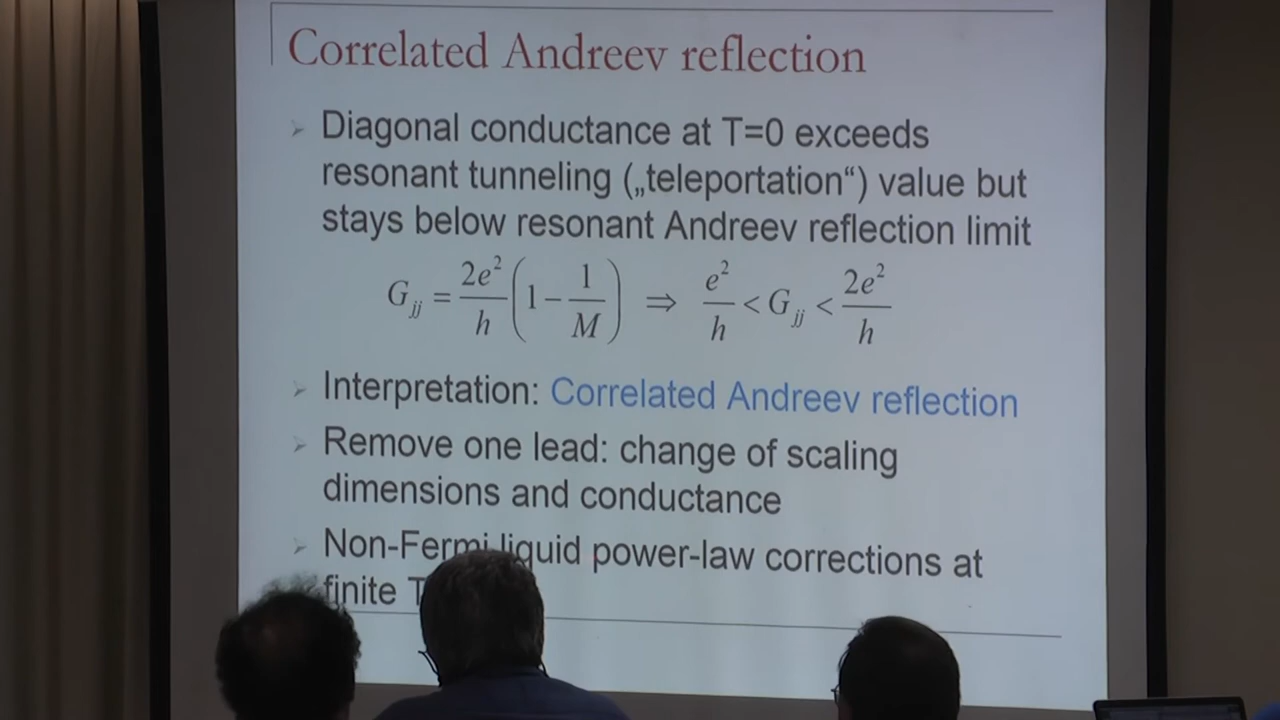 Correlated Andreev reflection
➢ Diagonal conductance at T=0 exceeds
resonant tunneling („teleportation“) value but
stays below resonant Andreev reflection limit
G_jj = 2e²/h (1 − 1/M) ⇒ e²/h < G_jj < 2e²/h
➢ Interpretation: Correlated Andreev reflection
➢ Remove one lead: change of scaling
dimensions and conductance
➢ Non-Fermi liquid power-law corrections at
finite T